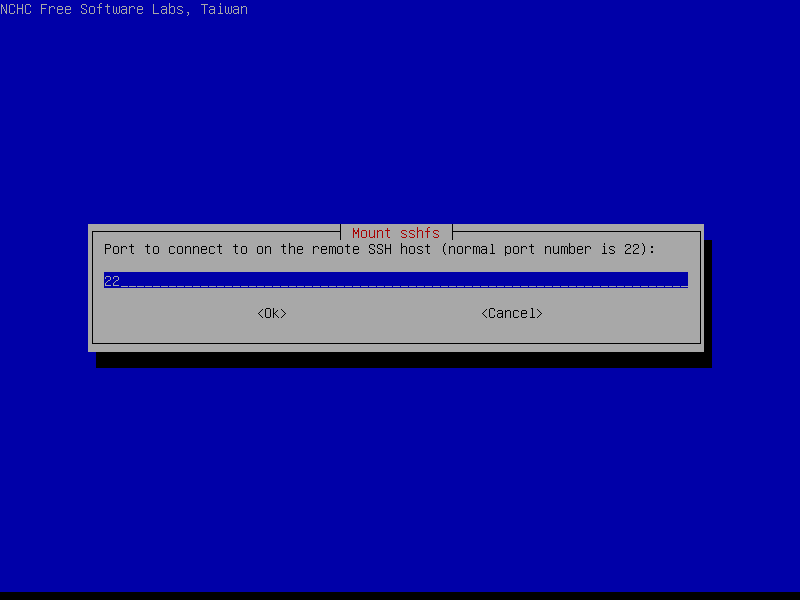 NCHC Free Software Labs, Taiwan
Mount sshfs
Port to connect to on the remote SSH host (normal port number is 22):
22
<Ok> <Cancel>